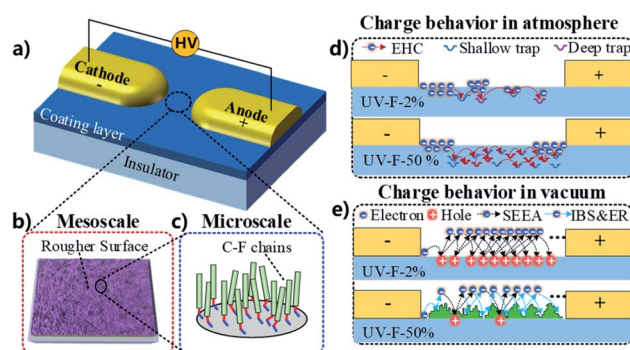 a)
HV
Cathode
-
Anode
+
Coating layer
Insulator
b) Mesoscale
Rougher Surface
c) Microscale
C-F chains
Charge behavior in atmosphere
d)
EHC Shallow trap Deep trap
- +
UV-F-2%
- +
UV-F-50 %
Charge behavior in vacuum
e)
Electron Hole SEEA IBS&ER
- +
UV-F-2%
- +
UV-F-50%